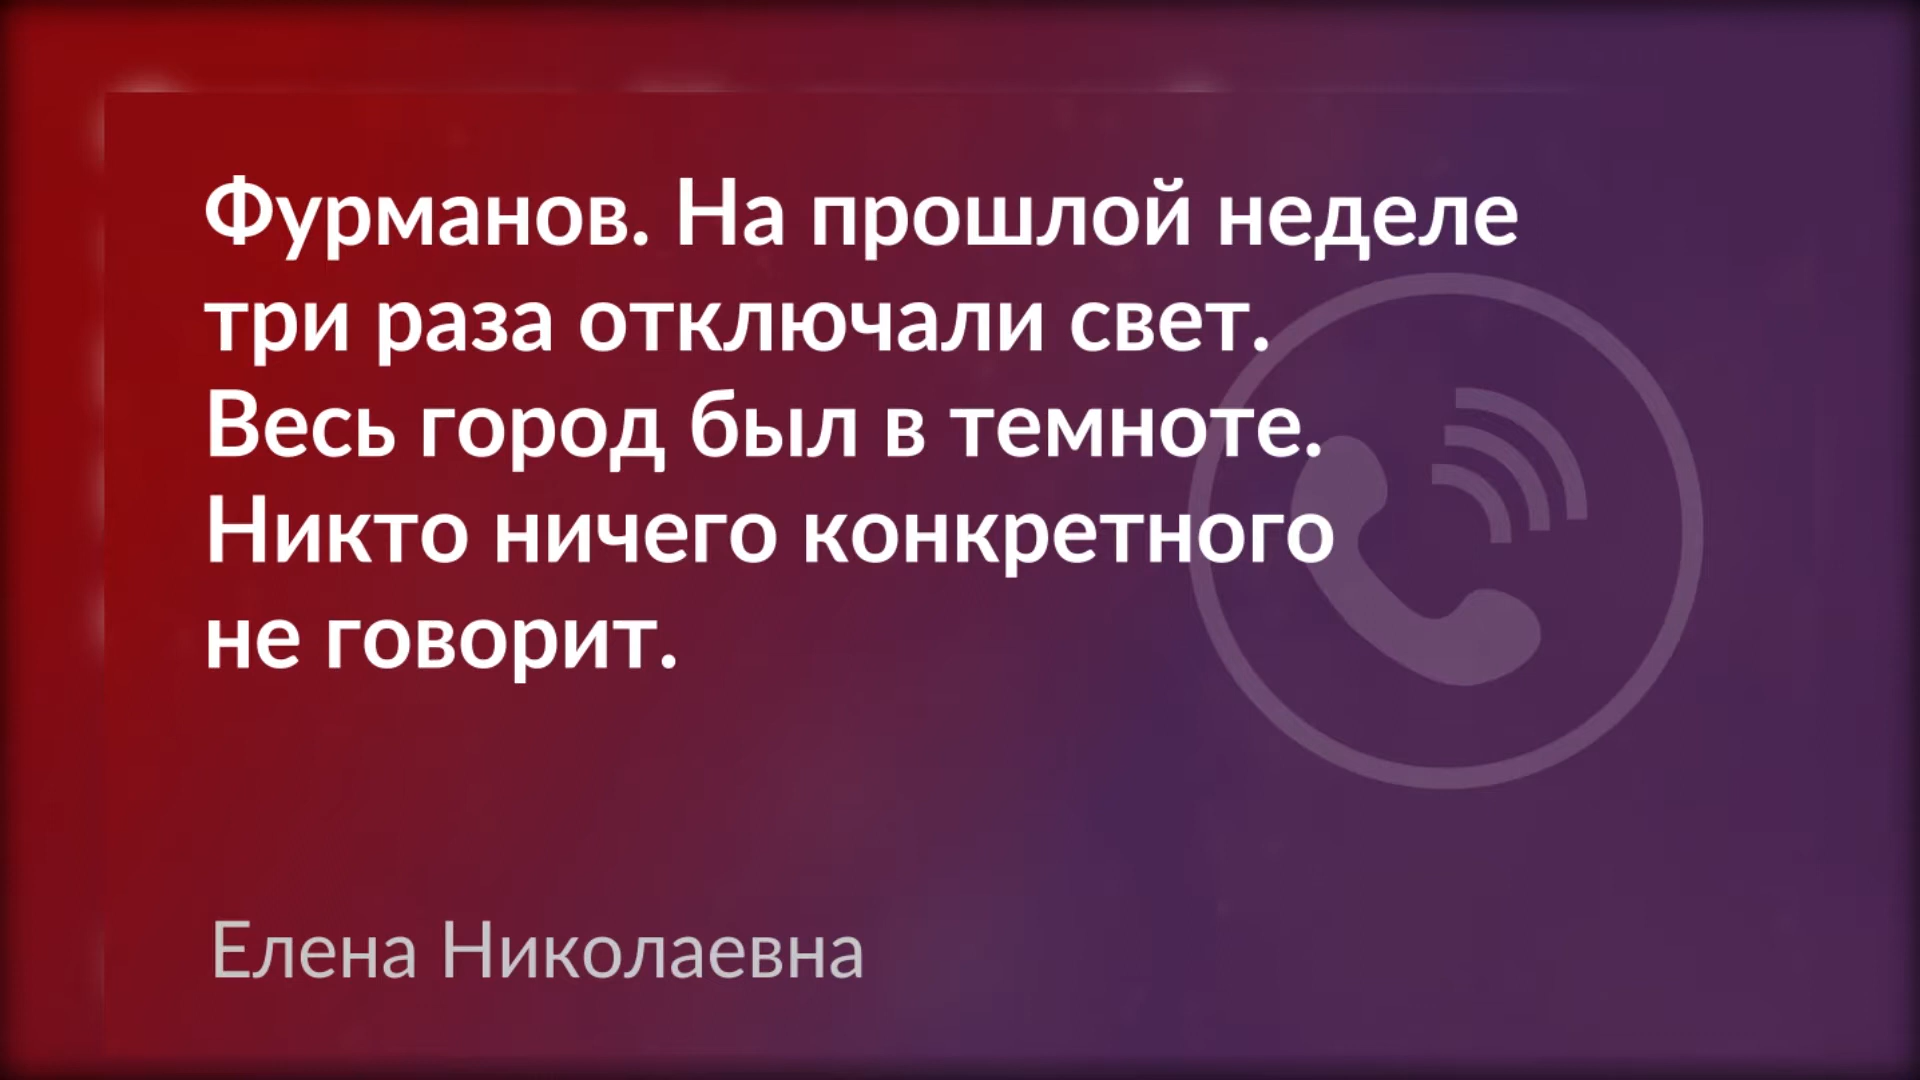 Фурманов. На прошлой неделе
три раза отключали свет.
Весь город был в темноте.
Никто ничего конкретного
не говорит.
Елена Николаевна